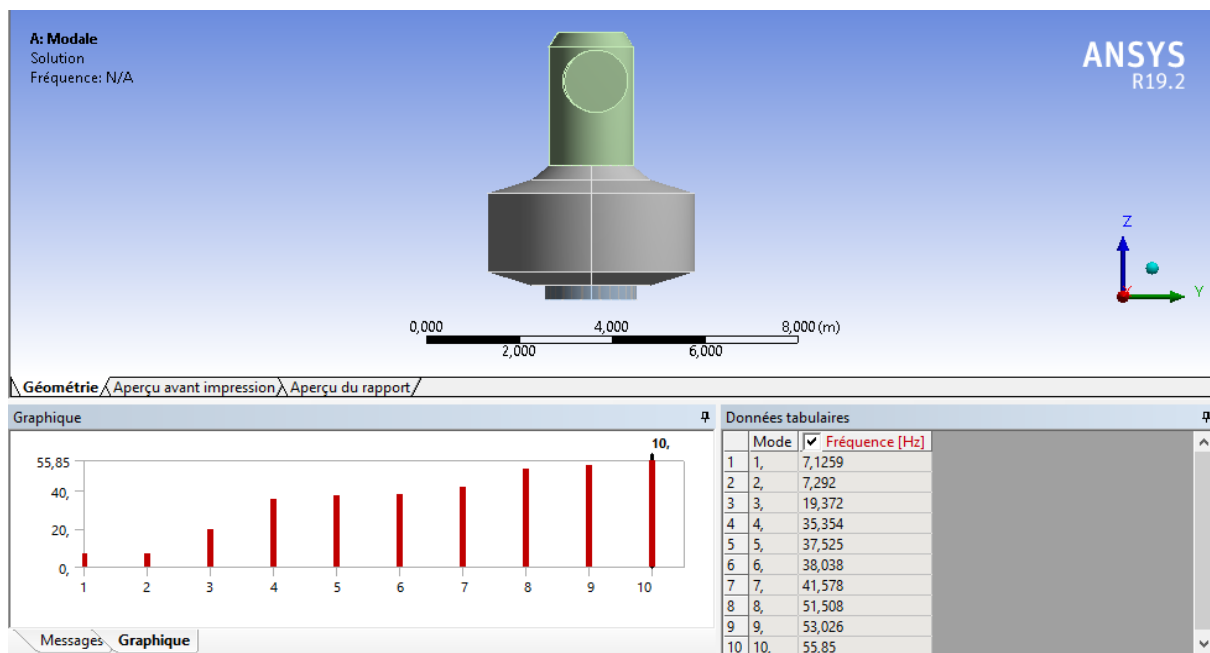 A: Modale
Solution
Fréquence: N/A
ANSYS
R19.2
Z
Y
0,000
4,000
8,000 (m)
2,000
6,000
Géométrie Aperçu avant impression Aperçu du rapport
Graphique
10,
55,85
40,
20,
0,
1 2 3 4 5 6 7 8 9 10
Messages Graphique
Données tabulaires
Mode Fréquence [Hz]
1 1, 7,1259
2 2, 7,292
3 3, 19,372
4 4, 35,354
5 5, 37,525
6 6, 38,038
7 7, 41,578
8 8, 51,508
9 9, 53,026
10 10, 55,85